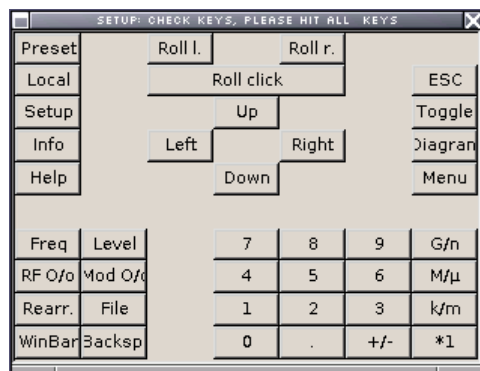 SETUP: CHECK KEYS, PLEAS HIT ALL KEYS
Preset Roll l. Roll r.
Local Roll click ESC
Setup Up Toggle
Info Left Right Diagran
Help Down Menu
Freq Level 7 8 9 G/n
RF O/o Mod O/o 4 5 6 M/µ
Rearr. File 1 2 3 k/m
WinBar Backsp 0 . +/- *1